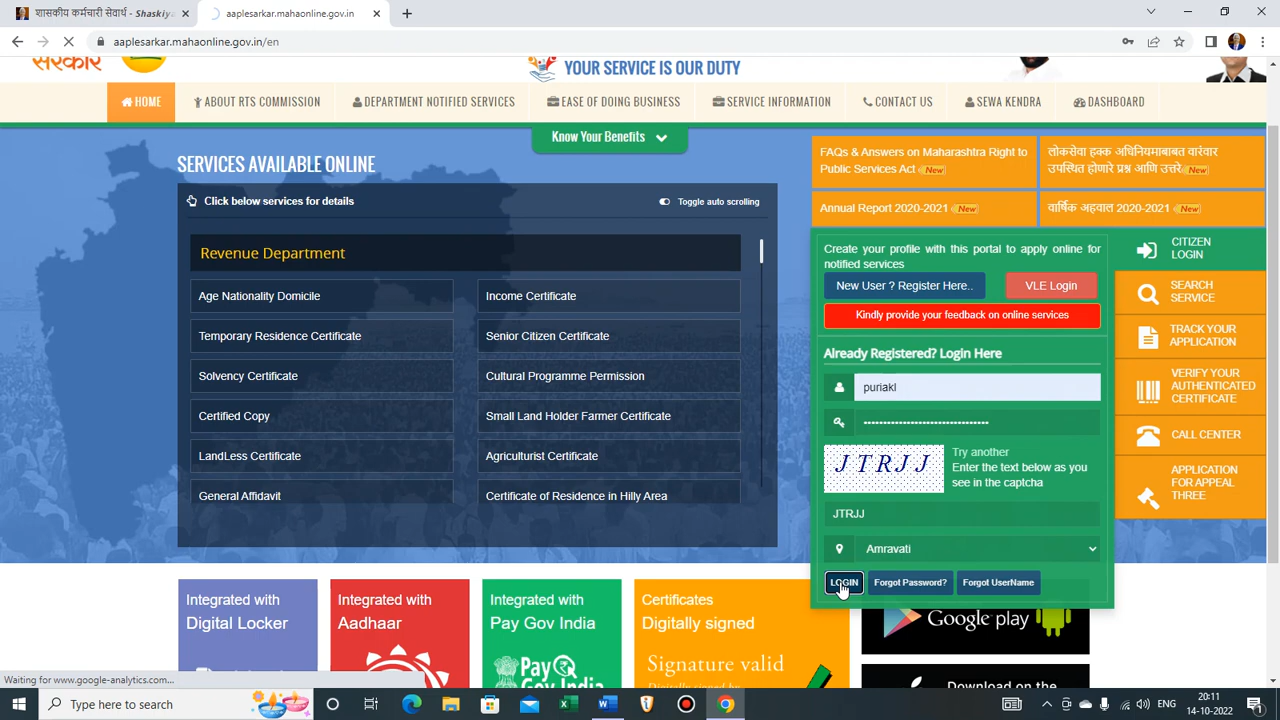 शासकीय कर्मचारी सेवार्थ - Shaskiya
aaplesarkar.mahaonline.gov.in
aaplesarkar.mahaonline.gov.in/en
सरकार
YOUR SERVICE IS OUR DUTY
HOME
ABOUT RTS COMMISSION
DEPARTMENT NOTIFIED SERVICES
EASE OF DOING BUSINESS
SERVICE INFORMATION
CONTACT US
SEWA KENDRA
DASHBOARD
Know Your Benefits
SERVICES AVAILABLE ONLINE
Click below services for details
Toggle auto scrolling
Revenue Department
Age Nationality Domicile
Income Certificate
Temporary Residence Certificate
Senior Citizen Certificate
Solvency Certificate
Cultural Programme Permission
Certified Copy
Small Land Holder Farmer Certificate
LandLess Certificate
Agriculturist Certificate
General Affidavit
Certificate of Residence in Hilly Area
FAQs & Answers on Maharashtra Right to
Public Services Act New
लोकसेवा हक्क अधिनियमाबाबत वारंवार
उपस्थित होणारे प्रश्न आणि उत्तरे New
Annual Report 2020-2021 New
वार्षिक अहवाल 2020-2021 New
Create your profile with this portal to apply online for
notified services
New User ? Register Here..
VLE Login
Kindly provide your feedback on online services
Already Registered? Login Here
puriakl
JTRJJ
Try another
Enter the text below as you
see in the captcha
JTRJJ
Amravati
LOGIN
Forgot Password?
Forgot UserName
CITIZEN
LOGIN
SEARCH
SERVICE
TRACK YOUR
APPLICATION
VERIFY YOUR
AUTHENTICATED
CERTIFICATE
CALL CENTER
APPLICATION
FOR APPEAL
THREE
Integrated with
Digital Locker
Integrated with
Aadhaar
Integrated with
Pay Gov India
Pay Gov
India
Certificates
Digitally signed
Signature valid
Digitally signed by
Google play
Download on the
Waiting for www.google-analytics.com...
Type here to search
ENG
20:11
14-10-2022